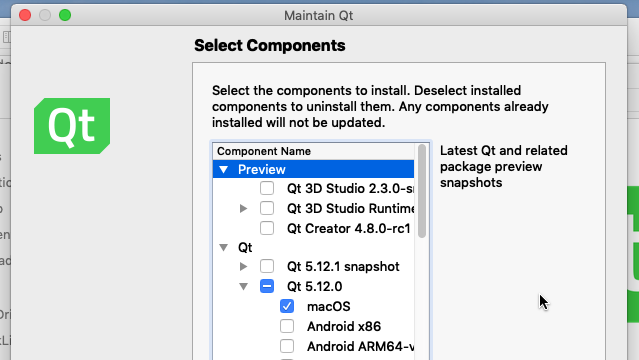 Maintain Qt
Select Components
Qt
Select the components to install. Deselect installed
components to uninstall them. Any components already
installed will not be updated.
Component Name
Preview
Qt 3D Studio 2.3.0-
Qt 3D Studio Runtime
Qt Creator 4.8.0-rc1
Qt
Qt 5.12.1 snapshot
Qt 5.12.0
macOS
Android x86
Android ARM64-v
Latest Qt and related
package preview
snapshots